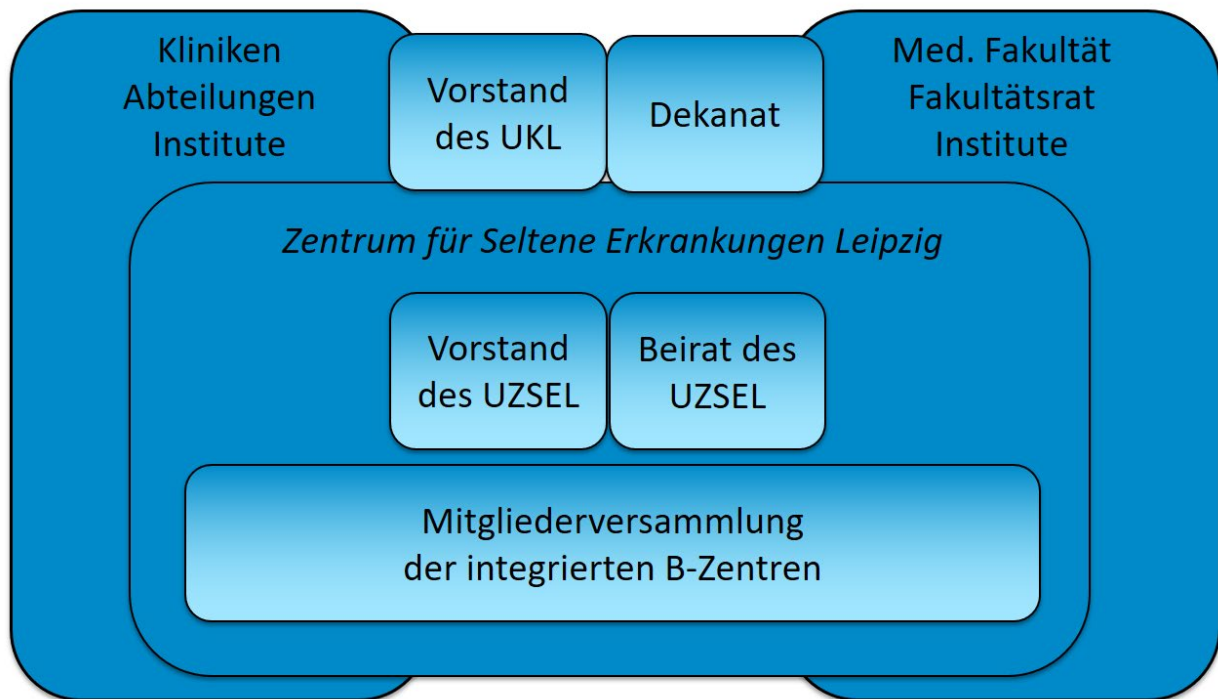 Kliniken
Abteilungen
Institute
Vorstand
des UKL
Dekanat
Med. Fakultät
Fakultätsrat
Institute
Zentrum für Seltene Erkrankungen Leipzig
Vorstand
des UZSEL
Beirat des
UZSEL
Mitgliederversammlung
der integrierten B-Zentren